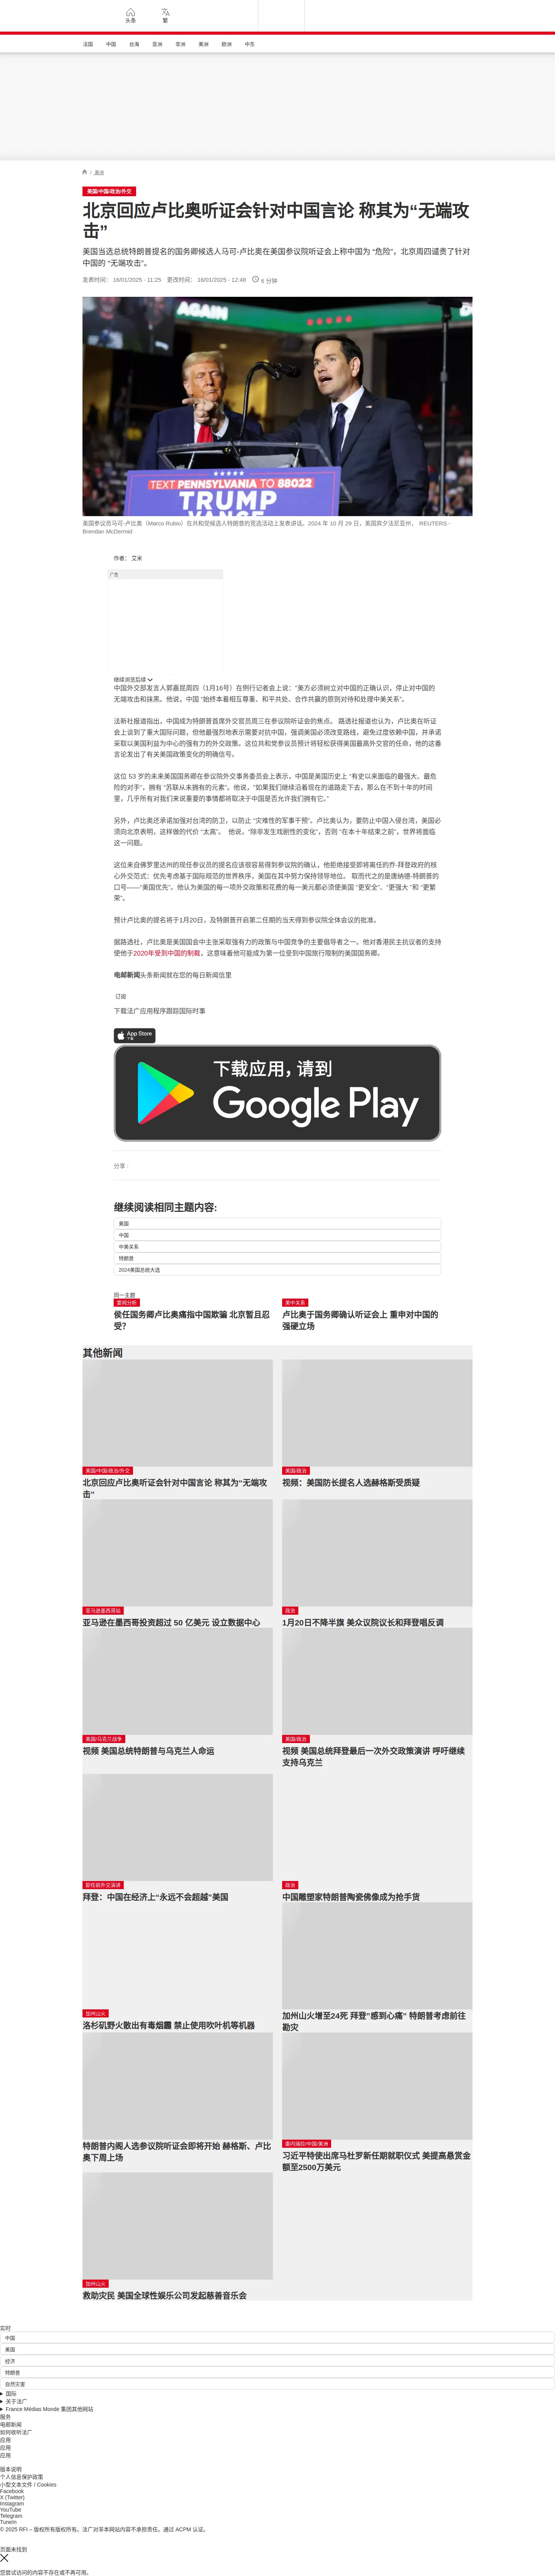 头条
繁
法国
中国
台海
亚洲
非洲
美洲
欧洲
中东
美洲
美国/中国/政治/外交
北京回应卢比奥听证会针对中国言论 称其为“无端攻
击”
美国当选总统特朗普提名的国务卿候选人马可-卢比奥在美国参议院听证会上称中国为 “危险”，北京周四谴责了针对
中国的 “无端攻击”。
发表时间： 16/01/2025 - 11:25 更改时间： 16/01/2025 - 12:48 6 分钟
AGAIN
TEXT PENNSYLVANIA TO 88022
TRUMP
VANCE
美国参议员马可-卢比奥（Marco Rubio）在共和党候选人特朗普的竞选活动上发表讲话。2024 年 10 月 29 日，美国宾夕法尼亚州， REUTERS -
Brendan McDermid
作者： 艾米
广告
继续浏览后续
中国外交部发言人郭嘉昆周四（1月16号）在例行记者会上说：“美方必须树立对中国的正确认识，停止对中国的
无端攻击和抹黑。他说，中国 “始终本着相互尊重、和平共处、合作共赢的原则对待和处理中美关系”。
法新社报道指出，中国成为特朗普首席外交官员周三在参议院听证会的焦点。 路透社报道也认为，卢比奥在听证
会上谈到了重大国际问题，但他最强烈地表示需要对抗中国，强调美国必须改变路线，避免过度依赖中国，并承诺
采取以美国利益为中心的强有力的外交政策。这位共和党参议员预计将轻松获得美国最高外交官的任命，他的这番
言论发出了有关美国政策变化的明确信号。
这位 53 岁的未来美国国务卿在参议院外交事务委员会上表示，中国是美国历史上 “有史以来面临的最强大、最危
险的对手”，拥有 “苏联从未拥有的元素”。他说，“如果我们继续沿着现在的道路走下去，那么在不到十年的时间
里，几乎所有对我们来说重要的事情都将取决于中国是否允许我们拥有它。”
另外，卢比奥还承诺加强对台湾的防卫，以防止 “灾难性的军事干预”。卢比奥认为，要防止中国入侵台湾，美国必
须向北京表明，这样做的代价 “太高”。 他说，“除非发生戏剧性的变化”，否则 “在本十年结束之前”，世界将面临
这一问题。
这位来自佛罗里达州的现任参议员的提名应该很容易得到参议院的确认，他拒绝接受即将离任的乔-拜登政府的核
心外交范式：优先考虑基于国际规范的世界秩序，美国在其中努力保持领导地位。 取而代之的是唐纳德-特朗普的
口号——“美国优先”。他认为美国的每一项外交政策和花费的每一美元都必须使美国 “更安全”、“更强大 ”和 “更繁
荣”。
预计卢比奥的提名将于1月20日，及特朗普开启第二任期的当天得到参议院全体会议的批准。
据路透社，卢比奥是美国国会中主张采取强有力的政策与中国竞争的主要倡导者之一。他对香港民主抗议者的支持
使他于2020年受到中国的制裁，这意味着他可能成为第一位受到中国旅行限制的美国国务卿。
电邮新闻头条新闻就在您的每日新闻信里
订阅
下载法广应用序跟踪国际时事
App Store
下载
下载应用，请到
Google Play
分享 :
继续阅读相同主题内容:
美国
中国
中美关系
特朗普
2024美国总统大选
同一主题
要闻分析
侯任国务卿卢比奥痛指中国欺骗 北京暂且忍
受?
美中关系
卢比奥于国务卿确认听证会上 重申对中国的
强硬立场
其他新闻
美国/中国/政治/外交
北京回应卢比奥听证会针对中国言论 称其为“无端攻
击”
美国/政治
视频：美国防长提名人选赫格斯受质疑
亚马逊墨西哥站
亚马逊在墨西哥投资超过 50 亿美元 设立数据中心
政治
1月20日不降半旗 美众议院议长和拜登唱反调
美国/乌克兰战争
视频 美国总统特朗普与乌克兰人命运
美国/政治
视频 美国总统拜登最后一次外交政策演讲 呼吁继续
支持乌克兰
卸任前外交演讲
拜登：中国在经济上“永远不会超越”美国
政治
中国雕塑家特朗普陶瓷佛像成为抢手货
加州山火
洛杉矶野火散出有毒烟霾 禁止使用吹叶机等机器
加州山火增至24死 拜登”感到心痛” 特朗普考虑前往
勘灾
特朗普内阁人选参议院听证会即将开始 赫格斯、卢比
奥下周上场
委内瑞拉/中国/美洲
习近平特使出席马杜罗新任期就职仪式 美提高悬赏金
额至2500万美元
加州山火
救助灾民 美国全球性娱乐公司发起慈善音乐会
实时
中国
美国
经济
特朗普
自然灾害
国际
关于法广
France Médias Monde 集团其他网站
服务
电邮新闻
如何收听法广
应用
应用
应用
版本说明
个人信息保护政策
小型文本文件 / Cookies
Facebook
X (Twitter)
Instagram
YouTube
Telegram
TuneIn
© 2025 RFI – 版权所有版权所有。法广对非本网站内容不承担责任。通过 ACPM 认证。
页面未找到
您尝试访问的内容不存在或不再可用。